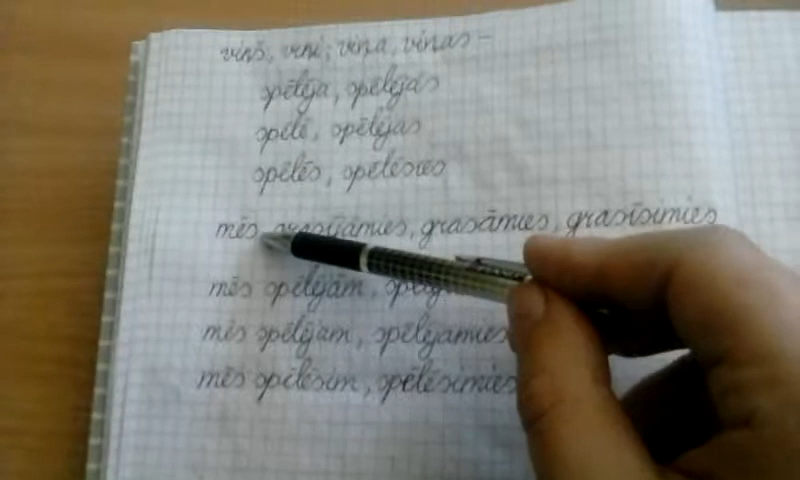 viņš, viņi; viņa, viņas –
spēlēja, spēlējās
spēlē, spēlējas
spēlēs, spēlēsies
mēs grasījāmies, grasāmies, grasīsimies
mēs spēlējām,
mēs spēlējam, spēlējamies
mēs spēlēsim, spēlēsimies